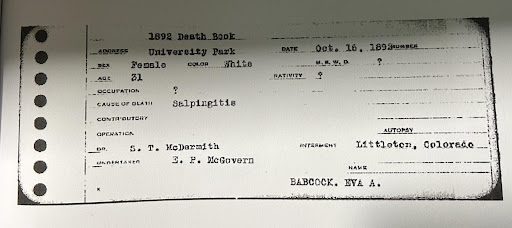 1892 Death Book
ADDRESS University Park DATE Oct. 16, 1892 NUMBER
SEX Female COLOR White M. S. W. D. ?
AGE 31 NATIVITY ?
OCCUPATION ?
CAUSE OF DEATH Salpingitis
CONTRIBUTORY
OPERATION AUTOPSY
DR. S. T. McDermith INTERMENT Littleton, Colorado
UNDERTAKER E. P. McGovern
NAME
BABCOCK. EVA A.